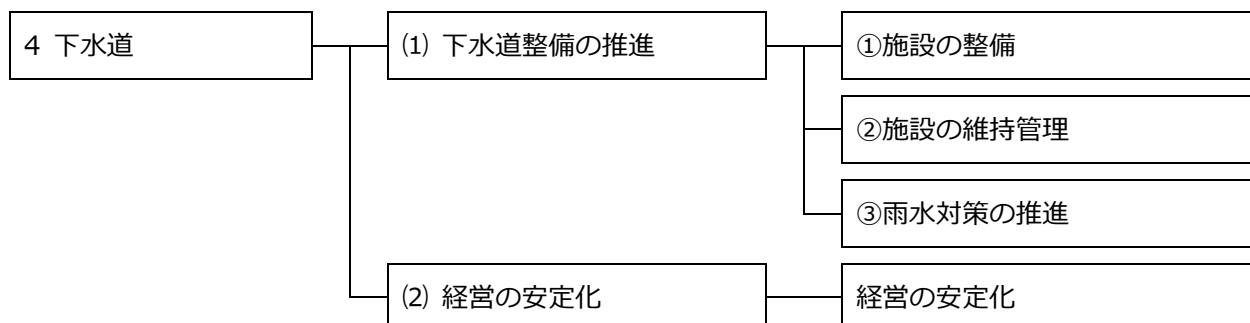 4 下水道
⑴ 下水道整備の推進
①施設の整備
②施設の維持管理
③雨水対策の推進
⑵ 経営の安定化
経営の安定化